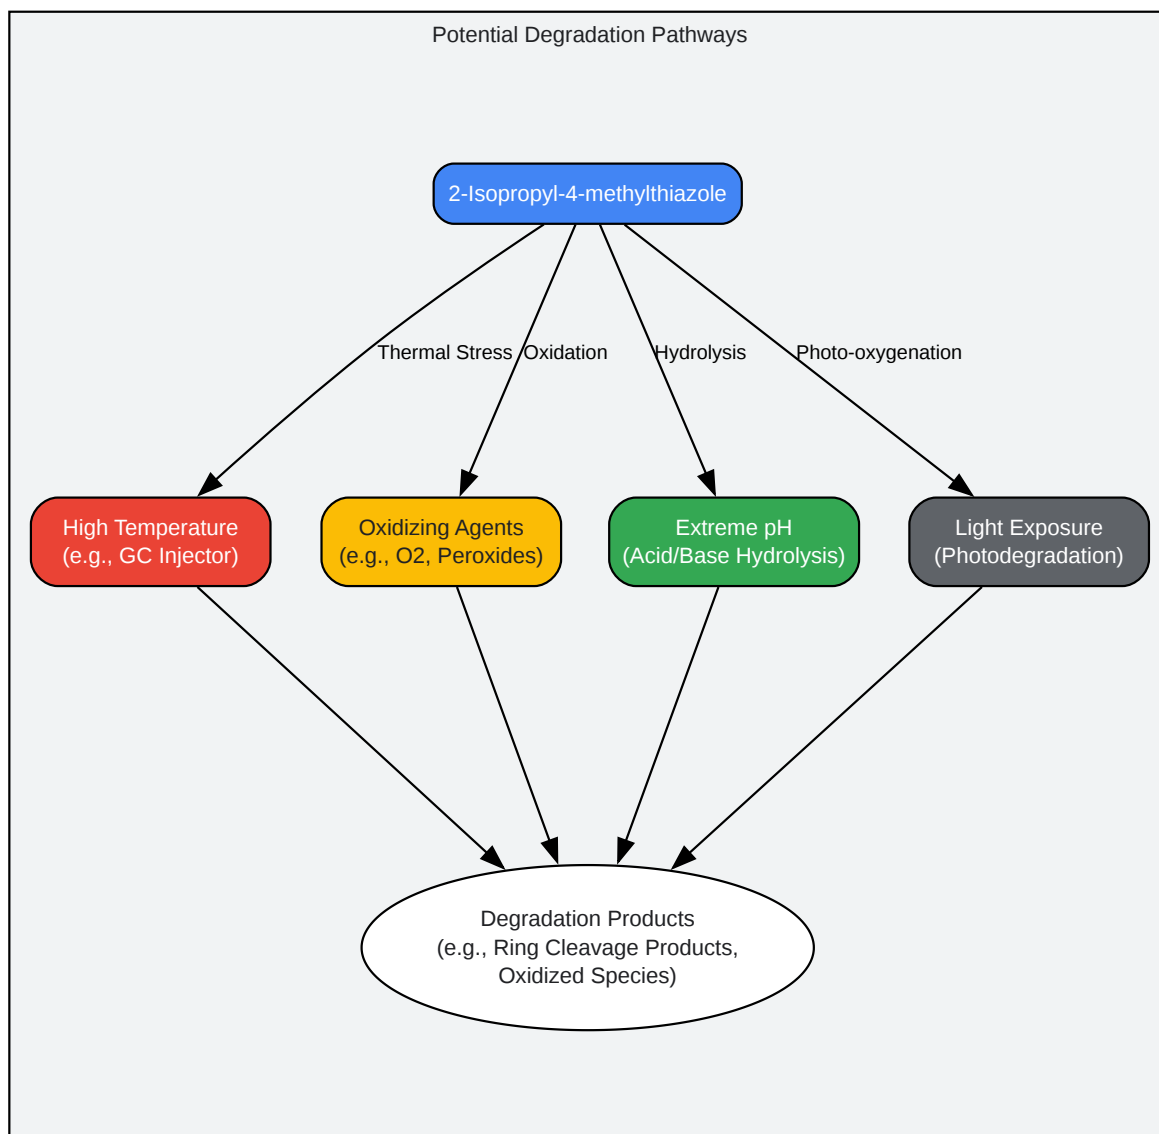 Potential Degradation Pathways
2-Isopropyl-4-methylthiazole
Thermal Stress
Oxidation
Hydrolysis
Photo-oxygenation
High Temperature
(e.g., GC Injector)
Oxidizing Agents
(e.g., O2, Peroxides)
Extreme pH
(Acid/Base Hydrolysis)
Light Exposure
(Photodegradation)
Degradation Products
(e.g., Ring Cleavage Products,
Oxidized Species)